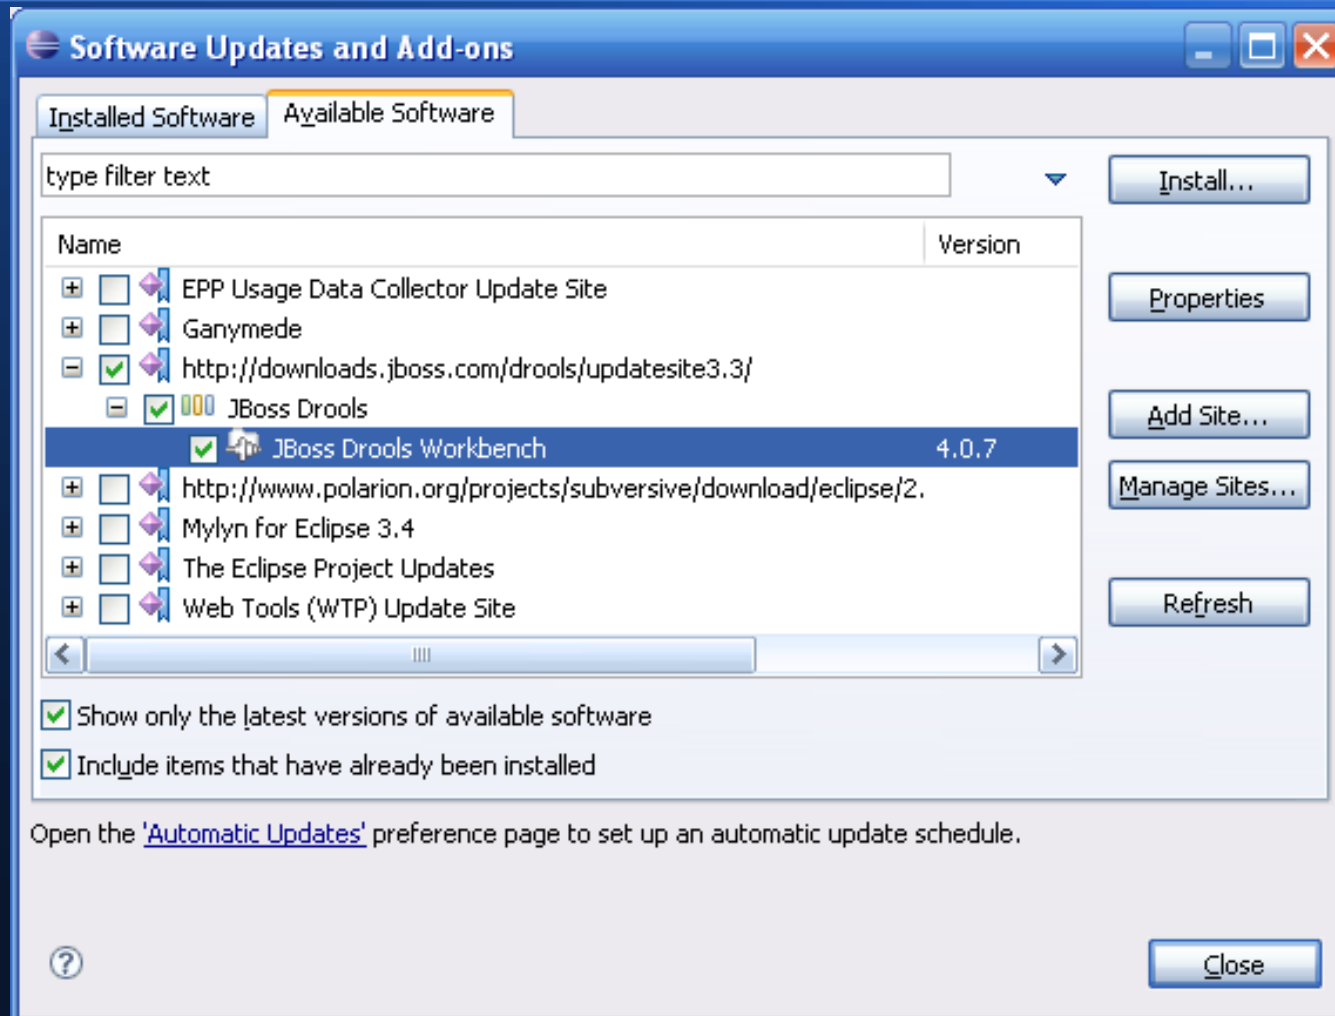 Software Updates and Add-ons
Installed Software
Available Software
type filter text
Install...
Name
Version
EPP Usage Data Collector Update Site
Properties
Ganymede
http://downloads.jboss.com/drools/updatesite3.3/
JBoss Drools
Add Site...
JBoss Drools Workbench 4.0.7
http://www.polarion.org/projects/subversive/download/eclipse/2.
Manage Sites...
Mylyn for Eclipse 3.4
The Eclipse Project Updates
Web Tools (WTP) Update Site
Refresh
Show only the latest versions of available software
Include items that have already been installed
Open the 'Automatic Updates' preference page to set up an automatic update schedule.
?
Close